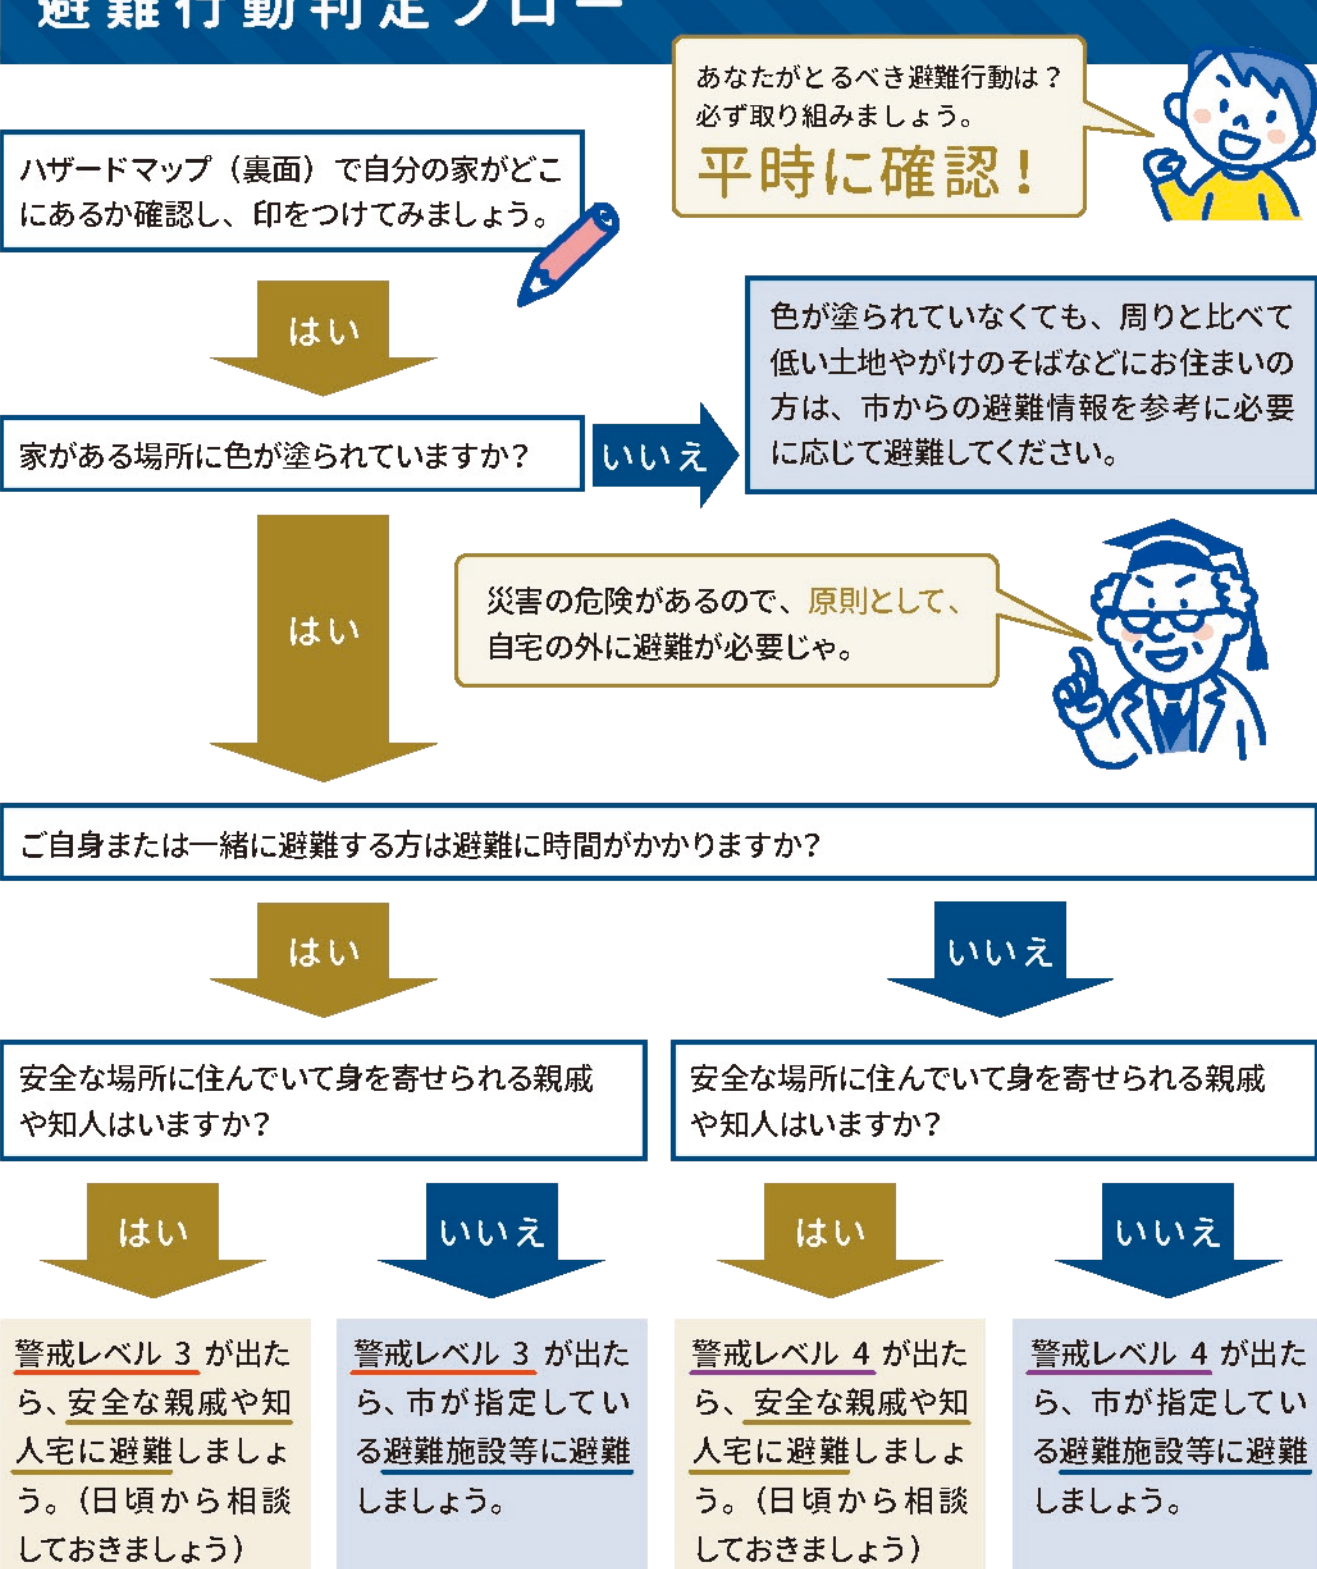 避難行動判定フロー
あなたがとるべき避難行動は？
必ず取り組みましょう。
平時に確認！
ハザードマップ（裏面）で自分の家がどこ
にあるか確認し、印をつけてみましょう。
はい
家がある場所に色が塗られていますか？
いいえ
色が塗られていなくても、周りと比べて
低い土地やがけのそばなどにお住まいの
方は、市からの避難情報を参考に必要
に応じて避難してください。
はい
災害の危険があるので、原則として、
自宅の外に避難が必要じゃ。
ご自身または一緒に避難する方は避難に時間がかかりますか？
はい
いいえ
安全な場所に住んでいて身を寄せられる親戚
や知人はいますか？
安全な場所に住んでいて身を寄せられる親戚
や知人はいますか？
はい
いいえ
はい
いいえ
警戒レベル 3 が出た
ら、安全な親戚や知
人宅に避難しましょ
う。（日頃から相談
しておきましょう）
警戒レベル 3 が出た
ら、市が指定してい
る避難施設等に避難
しましょう。
警戒レベル 4 が出た
ら、安全な親戚や知
人宅に避難しましょ
う。（日頃から相談
しておきましょう）
警戒レベル 4 が出た
ら、市が指定してい
る避難施設等に避難
しましょう。